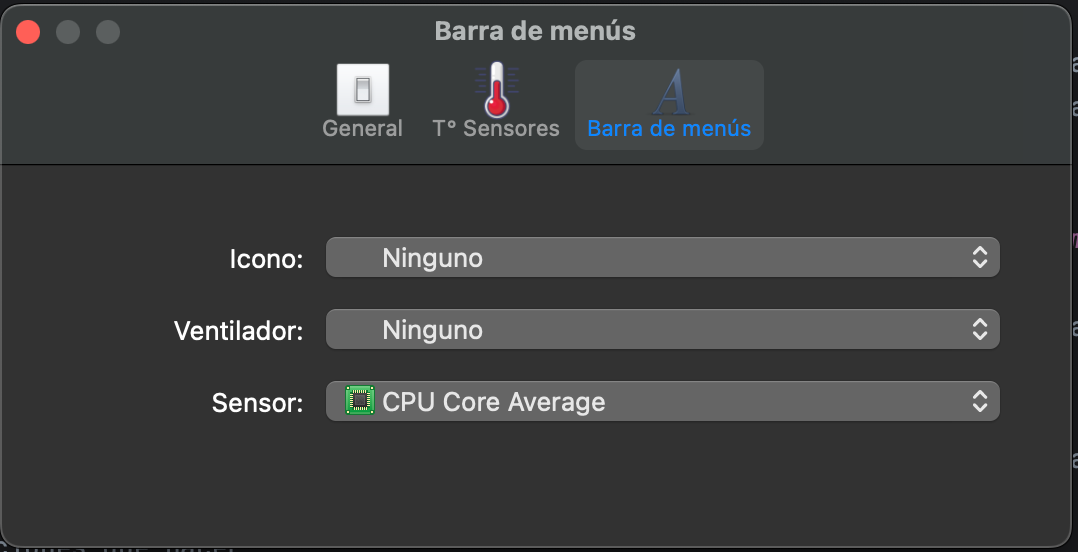 Barra de menús
General
T° Sensores
Barra de menús
Icono:
Ninguno
Ventilador:
Ninguno
Sensor:
CPU Core Average